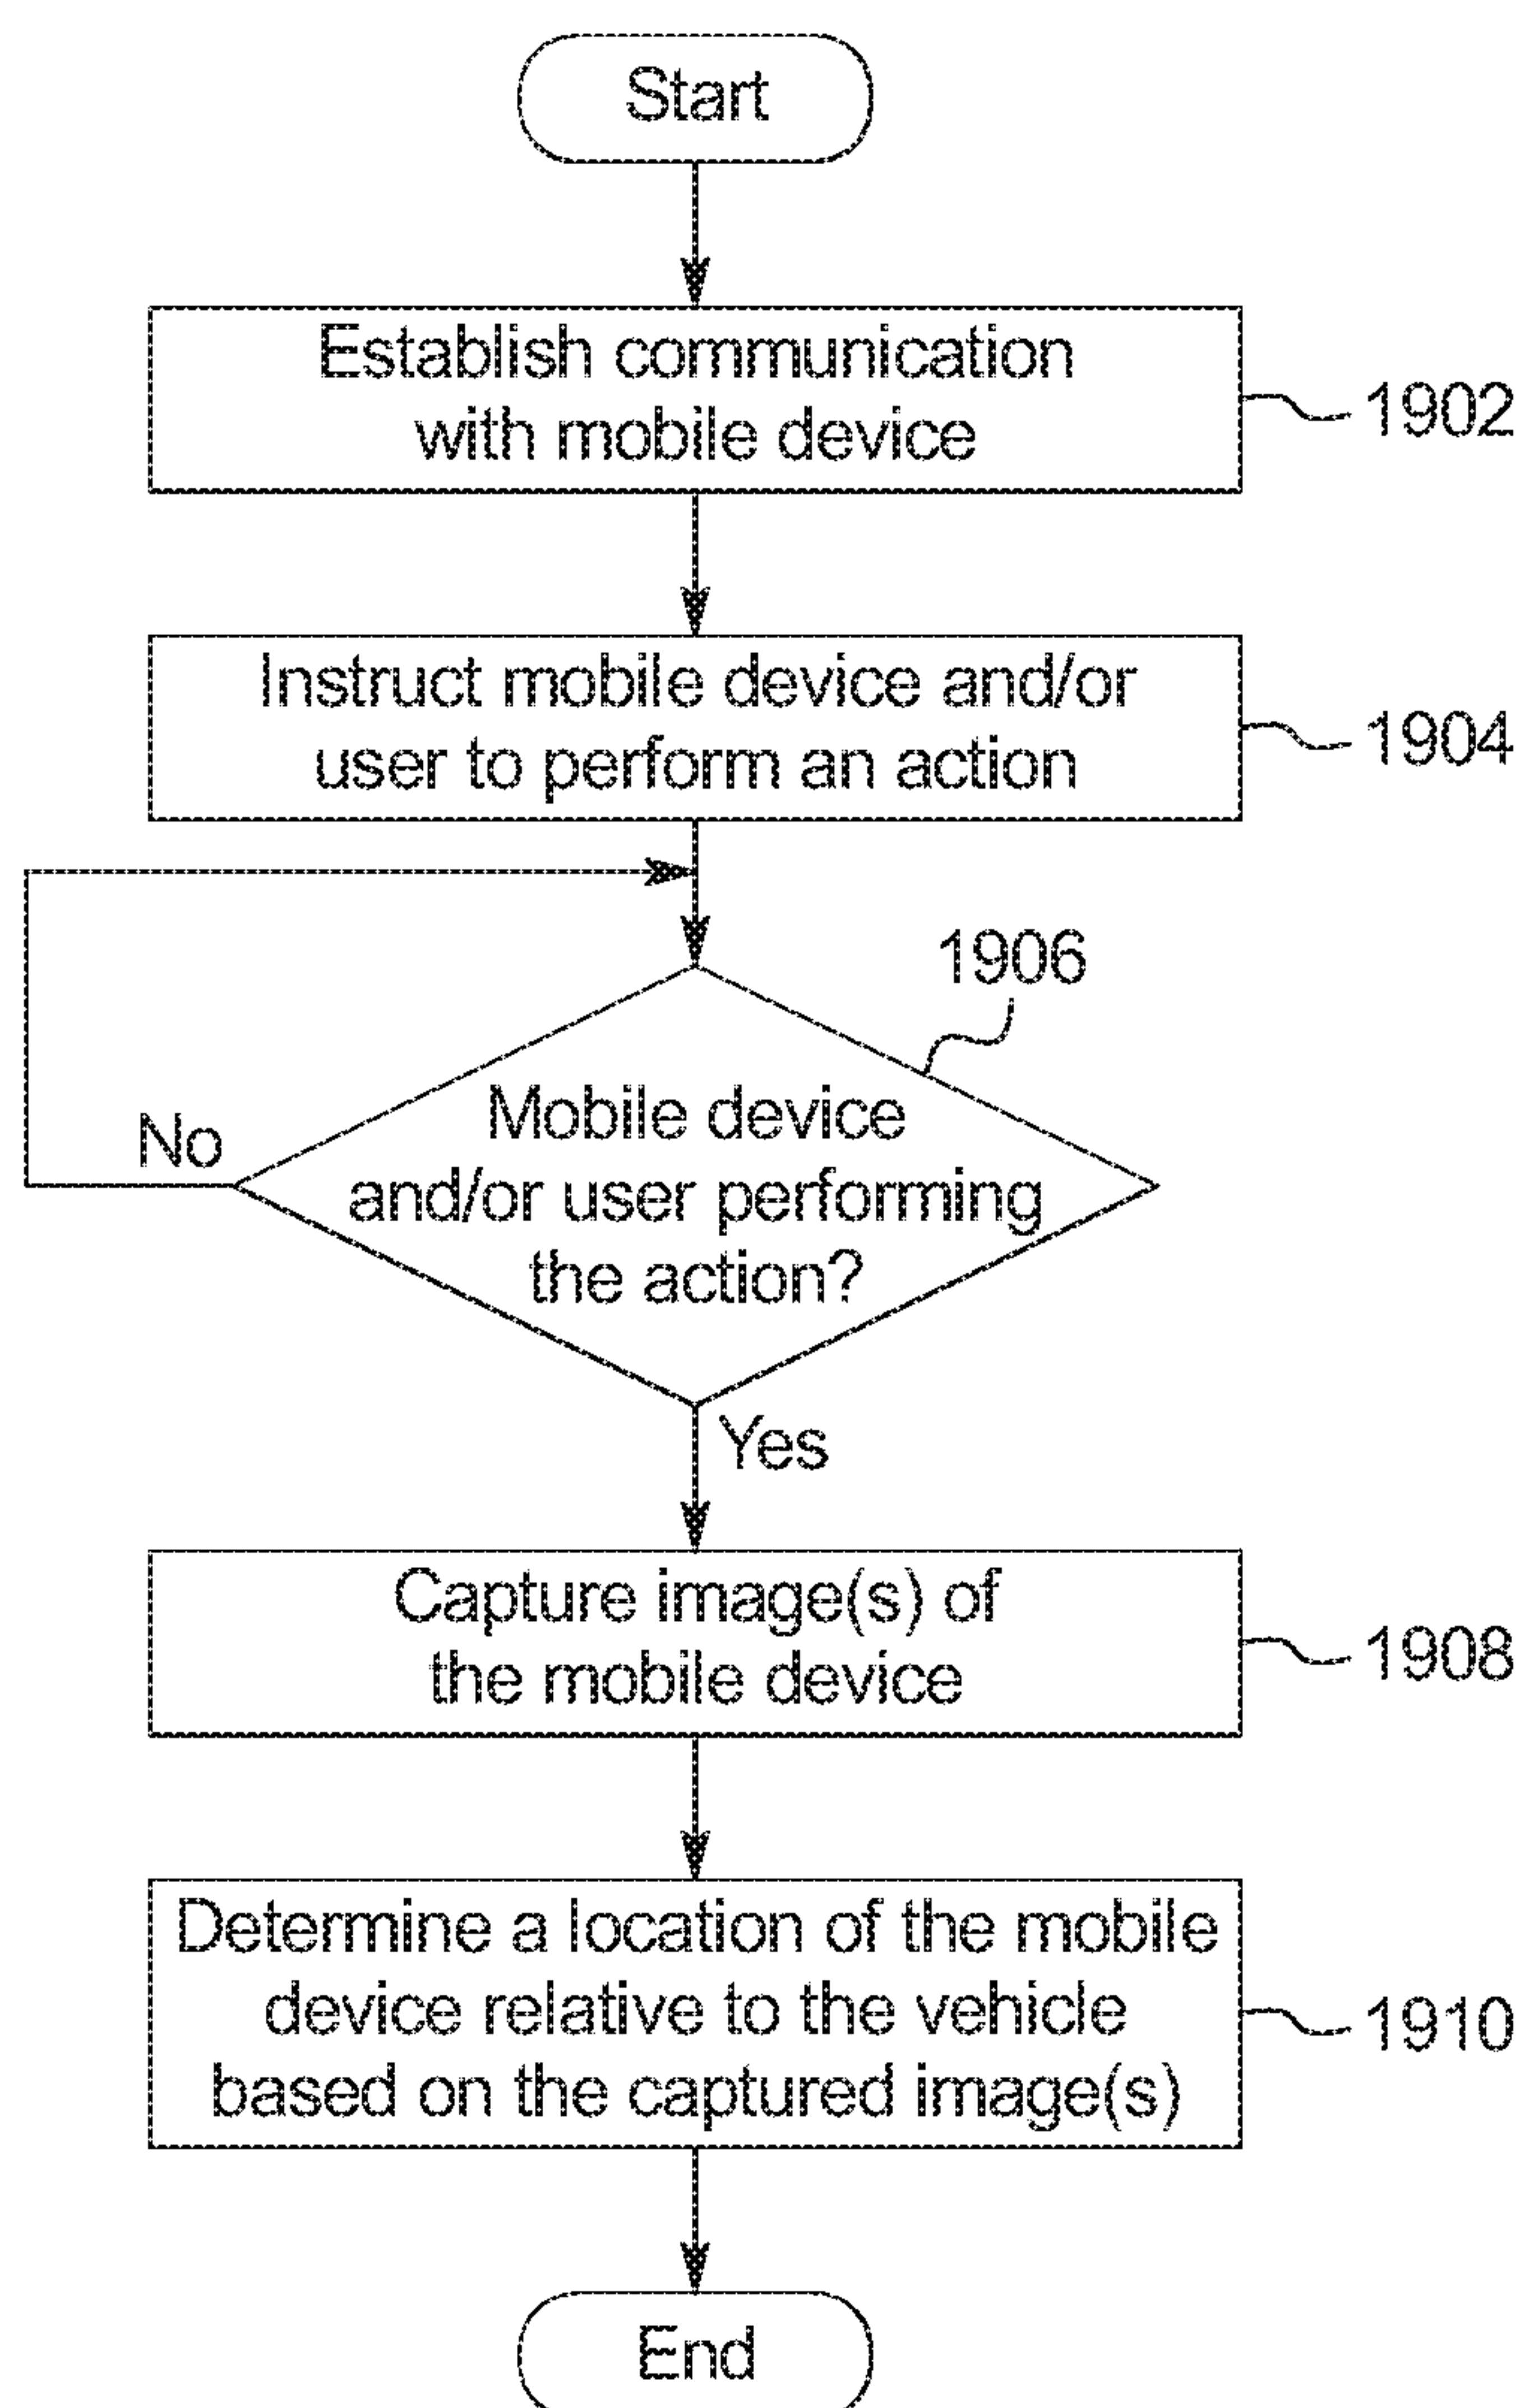 Start
Establish communication
with mobile device
1902
Instruct mobile device and/or
user to perform an action
1904
1906
Mobile device
and/or user performing
the action?
No
Yes
Capture image(s) of
the mobile device
1908
Determine a location of the mobile
device relative to the vehicle
based on the captured image(s)
1910
End